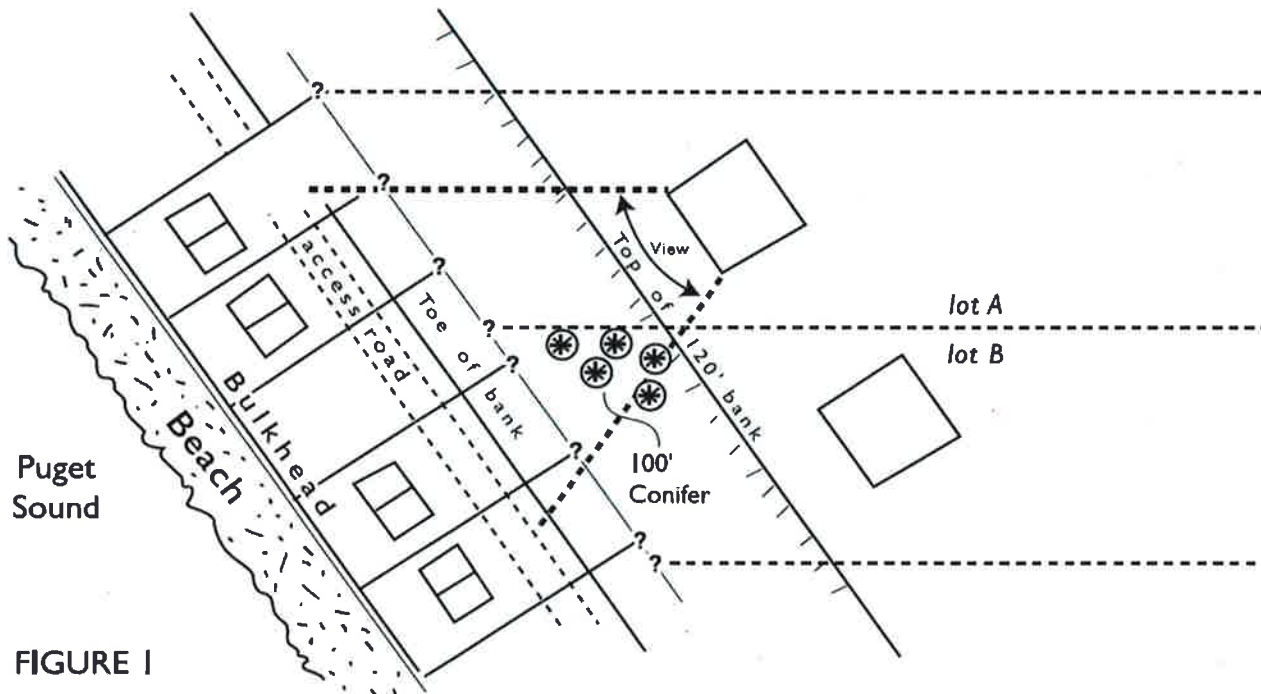 ?
?
?
?
?
?
?
?
View
Top of 120' bank
lot A
lot B
access road
Toe of bank
Bulkhead
Beach
100'
Conifer
Puget
Sound
FIGURE 1